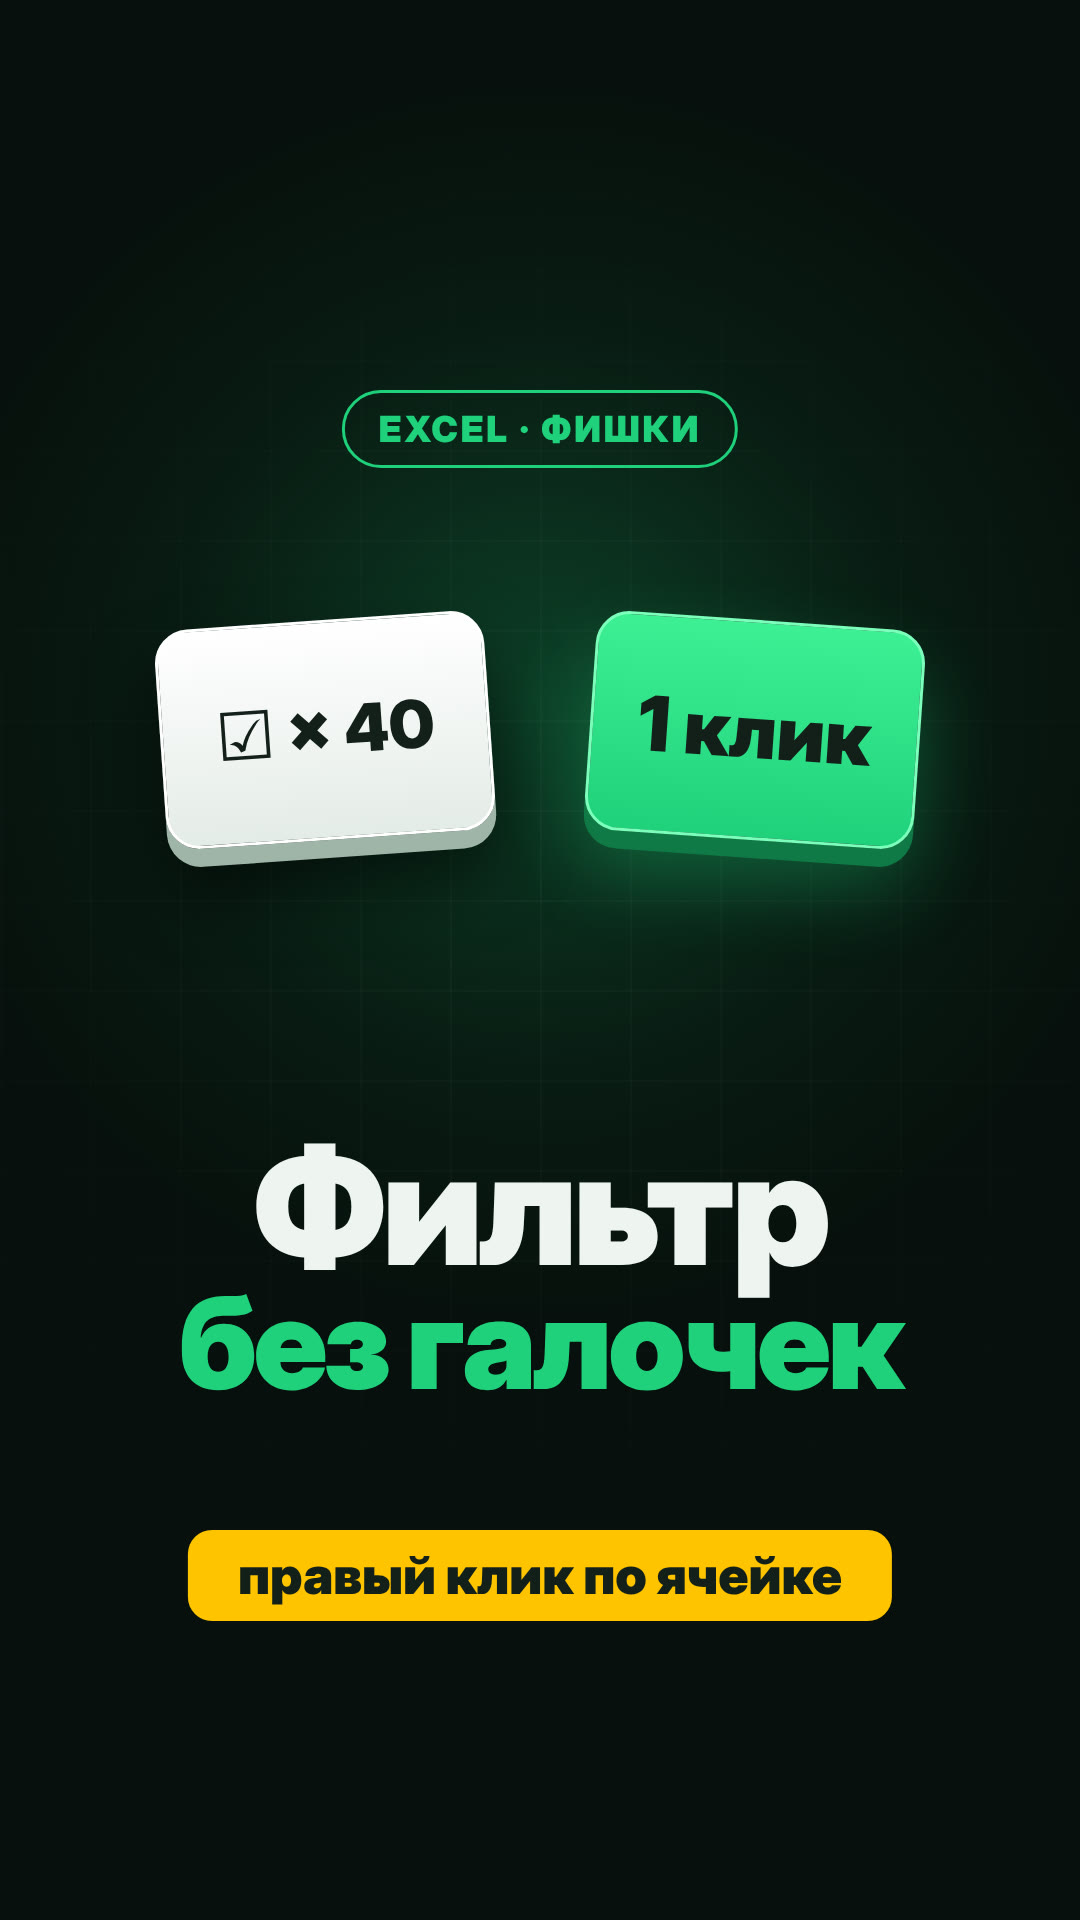 EXCEL · ФИШКИ
☑ × 40
1 клик
Фильтр
без галочек
правый клик по ячейке